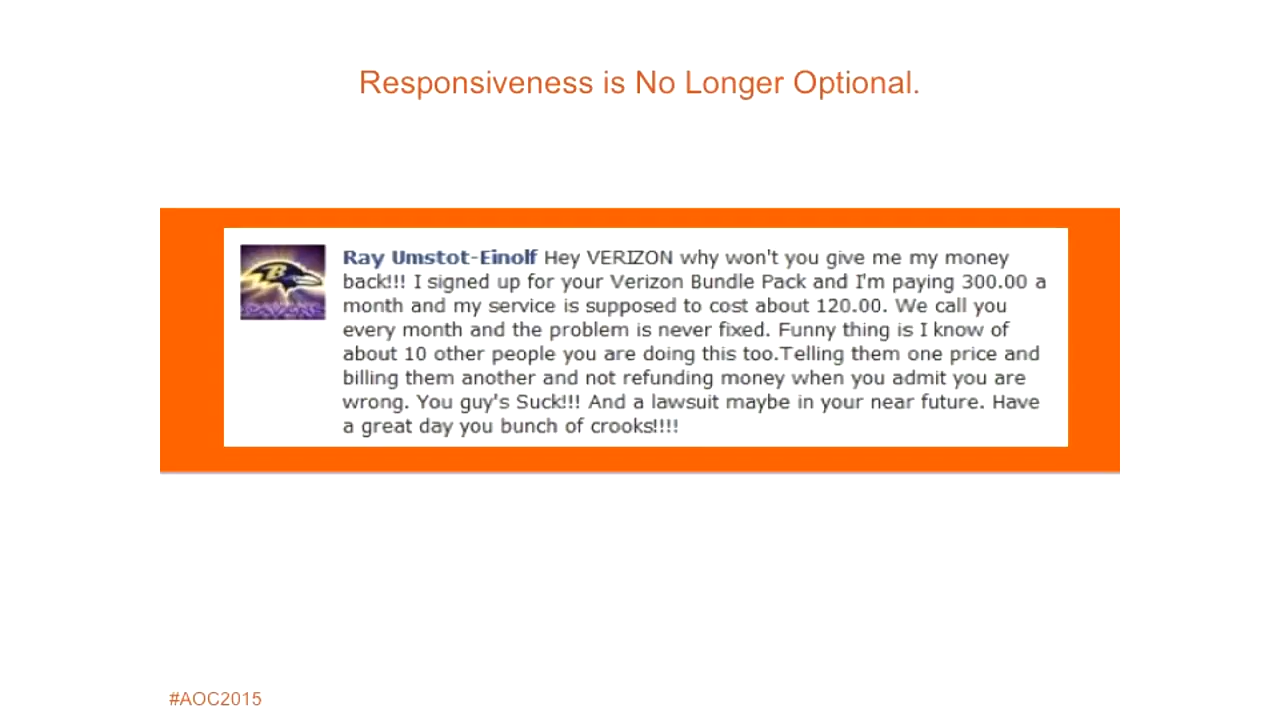 Responsiveness is No Longer Optional.
Ray Umstot-Einolf Hey VERIZON why won't you give me my money
back!!! I signed up for your Verizon Bundle Pack and I'm paying 300.00 a
month and my service is supposed to cost about 120.00. We call you
every month and the problem is never fixed. Funny thing is I know of
about 10 other people you are doing this too.Telling them one price and
billing them another and not refunding money when you admit you are
wrong. You guy's Suck!!! And a lawsuit maybe in your near future. Have
a great day you bunch of crooks!!!!
#AOC2015